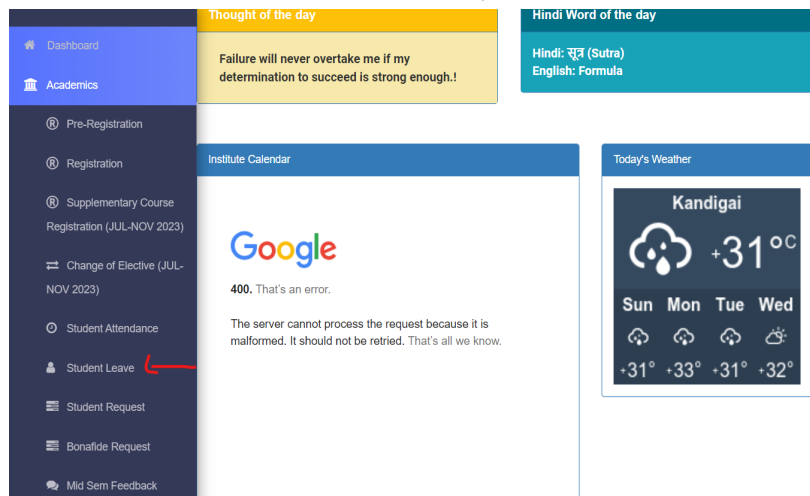 Thought of the day
Hindi Word of the day
Dashboard
Academics
Pre-Registration
Registration
Supplementary Course
Registration (JUL-NOV 2023)
Change of Elective (JUL-
NOV 2023)
Student Attendance
Student Leave
Student Request
Bonafide Request
Mid Sem Feedback
Failure will never overtake me if my
determination to succeed is strong enough.!
Hindi: सूत्र (Sutra)
English: Formula
Institute Calendar
Google
400. That's an error.
The server cannot process the request because it is
malformed. It should not be retried. That's all we know.
Today's Weather
Kandigai
+31°C
Sun Mon Tue Wed
+31° +33° +31° +32°